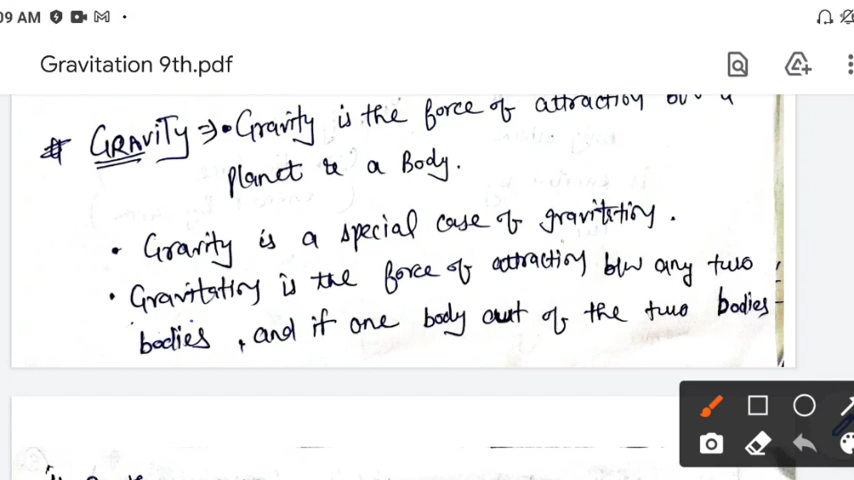 09 AM
Gravitation 9th.pdf
# GRAViTy ⇒ • Gravity is the force of attraction b/w a
Planet & a Body.
• Gravity is a special case of gravitation.
• Gravitation is the force of attraction b/w any two
bodies, and if one body out of the two bodies